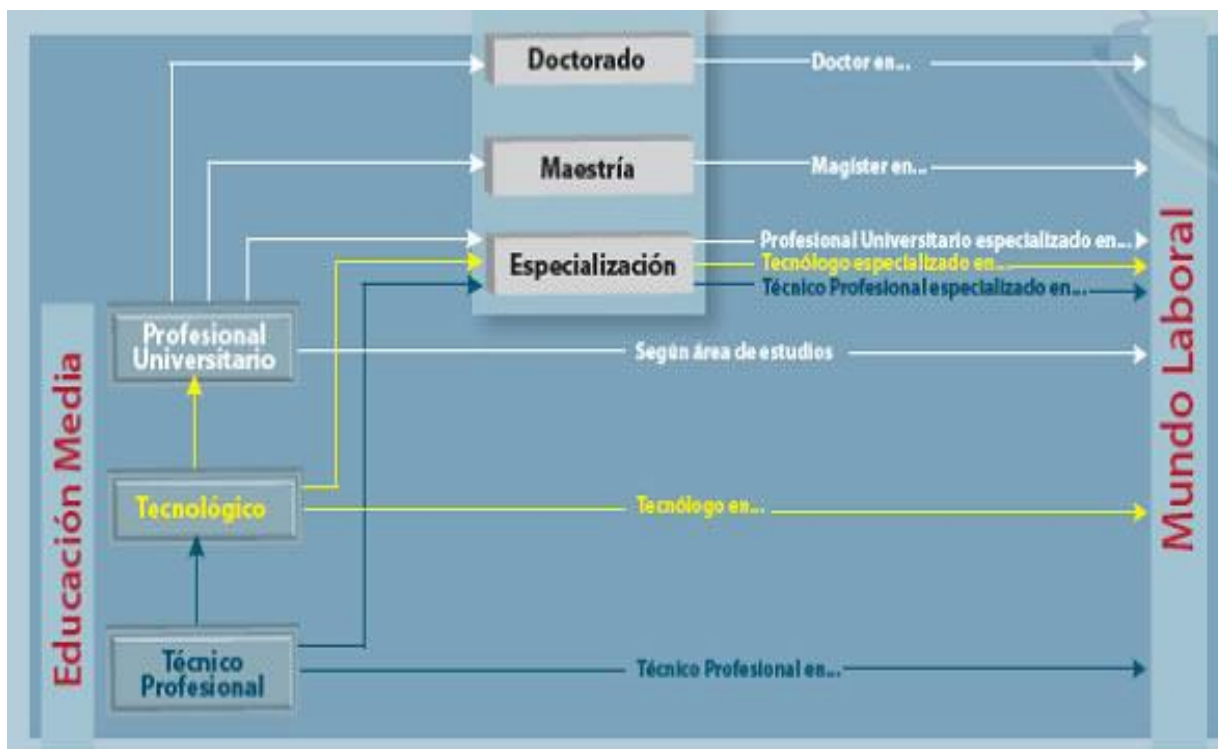 Doctorado
Doctor en...
Maestría
Magister en...
Especialización
Profesional Universitario especializado en...
Tecnólogo especializado en...
Técnico Profesional especializado en...
Profesional
Universitario
Según área de estudios
Tecnológico
Tecnólogo en...
Técnico
Profesional
Técnico Profesional en...
Educación Media
Mundo Laboral